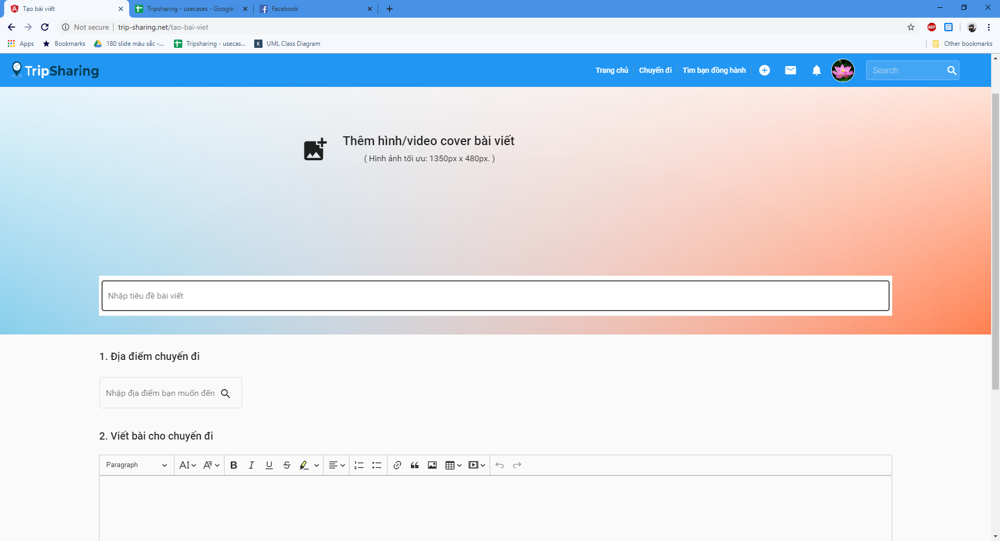 Tạo bài viết
Tripsharing - usecases - Google S
Facebook
Not secure
trip-sharing.net/tao-bai-viet
ABP
Apps
Bookmarks
180 slide màu sắc -...
Tripsharing - usecas...
K
UML Class Diagram
Other bookmarks
TripSharing
Trang chủ
Chuyến đi
Tìm bạn đồng hành
Search
Thêm hình/video cover bài viết
( Hình ảnh tối ưu: 1350px x 480px. )
Nhập tiêu đề bài viết
1. Địa điểm chuyến đi
Nhập địa điểm bạn muốn đến
2. Viết bài cho chuyến đi
Paragraph